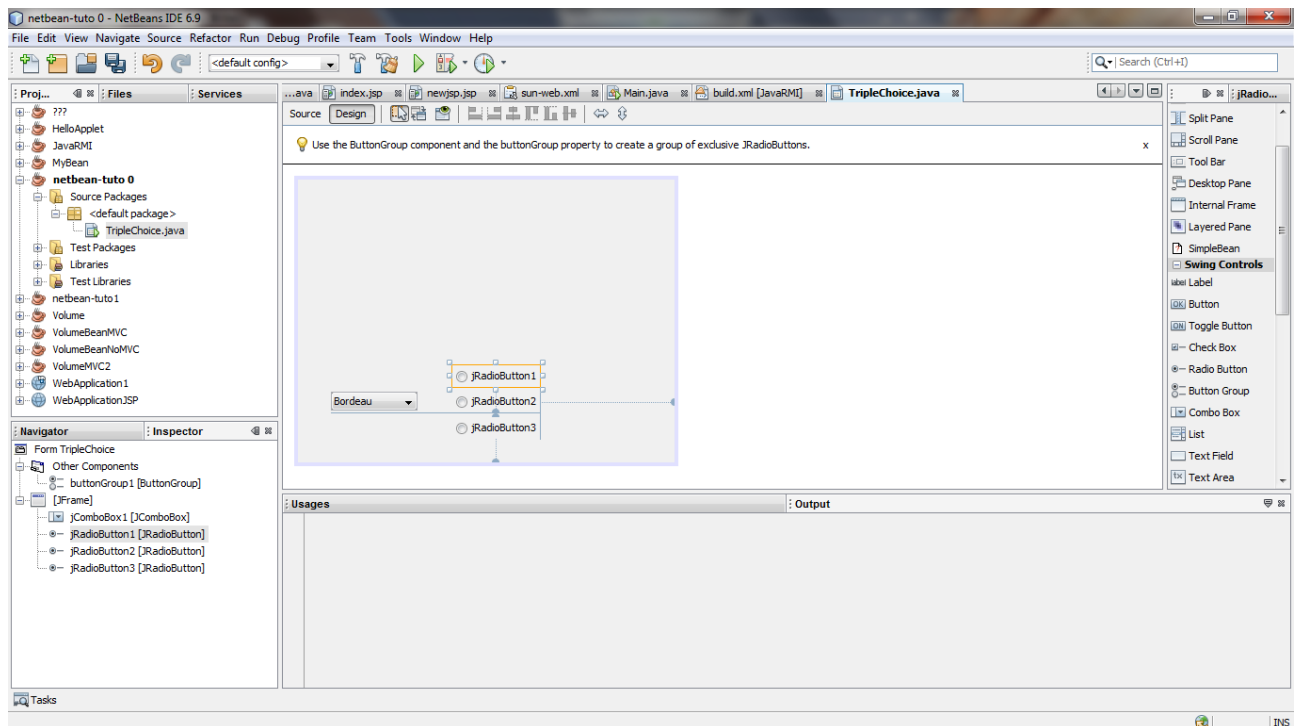 netbean-tuto 0 - NetBeans IDE 6.9
File Edit View Navigate Source Refactor Run Debug Profile Team Tools Window Help
<default config>
Search (Ctrl+I)
Proj... Files Services
???
HelloApplet
JavaRMI
MyBean
netbean-tuto 0
Source Packages
<default package>
TripleChoice.java
Test Packages
Libraries
Test Libraries
netbean-tuto1
Volume
VolumeBeanMVC
VolumeBeanNoMVC
VolumeMVC2
WebApplication1
WebApplicationJSP
Navigator Inspector
Form TripleChoice
Other Components
buttonGroup1 [ButtonGroup]
[JFrame]
jComboBox1 [JComboBox]
jRadioButton1 [JRadioButton]
jRadioButton2 [JRadioButton]
jRadioButton3 [JRadioButton]
...ava index.jsp newjsp.jsp sun-web.xml Main.java build.xml [JavaRMI] TripleChoice.java
Source Design
Use the ButtonGroup component and the buttonGroup property to create a group of exclusive JRadioButtons. x
jRadioButton1
Bordeau jRadioButton2
jRadioButton3
Usages Output
jRadio...
Split Pane
Scroll Pane
Tool Bar
Desktop Pane
Internal Frame
Layered Pane
SimpleBean
Swing Controls
label Label
OK Button
ON Toggle Button
Check Box
Radio Button
Button Group
Combo Box
List
Text Field
Text Area
Tasks
INS